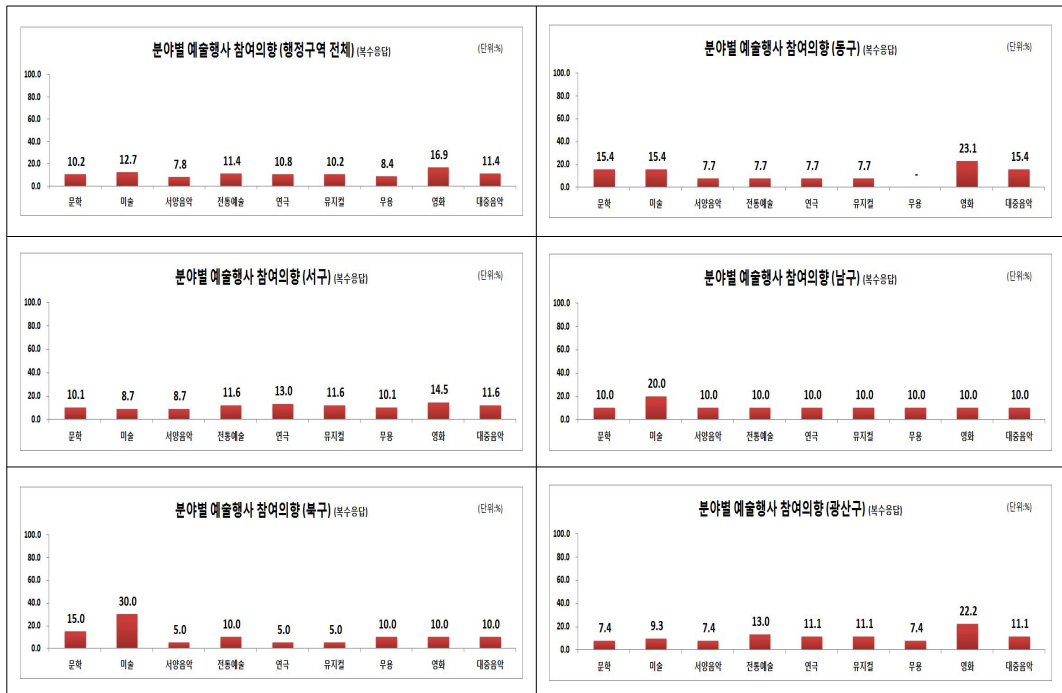 분야별 예술행사 참여의향 (행정구역 전체) (복수응답) (단위:%)
100.0
80.0
60.0
40.0
20.0
0.0
10.2 12.7 7.8 11.4 10.8 10.2 8.4 16.9 11.4
문학 미술 서양음악 전통예술 연극 뮤지컬 무용 영화 대중음악
분야별 예술행사 참여의향 (동구) (복수응답) (단위:%)
100.0
80.0
60.0
40.0
20.0
0.0
15.4 15.4 7.7 7.7 7.7 7.7 - 23.1 15.4
문학 미술 서양음악 전통예술 연극 뮤지컬 무용 영화 대중음악
분야별 예술행사 참여의향 (서구) (복수응답) (단위:%)
100.0
80.0
60.0
40.0
20.0
0.0
10.1 8.7 8.7 11.6 13.0 11.6 10.1 14.5 11.6
문학 미술 서양음악 전통예술 연극 뮤지컬 무용 영화 대중음악
분야별 예술행사 참여의향 (남구) (복수응답) (단위:%)
100.0
80.0
60.0
40.0
20.0
0.0
10.0 20.0 10.0 10.0 10.0 10.0 10.0 10.0 10.0
문학 미술 서양음악 전통예술 연극 뮤지컬 무용 영화 대중음악
분야별 예술행사 참여의향 (북구) (복수응답) (단위:%)
100.0
80.0
60.0
40.0
20.0
0.0
15.0 30.0 5.0 10.0 5.0 5.0 10.0 10.0 10.0
문학 미술 서양음악 전통예술 연극 뮤지컬 무용 영화 대중음악
분야별 예술행사 참여의향 (광산구) (복수응답) (단위:%)
100.0
80.0
60.0
40.0
20.0
0.0
7.4 9.3 7.4 13.0 11.1 11.1 7.4 22.2 11.1
문학 미술 서양음악 전통예술 연극 뮤지컬 무용 영화 대중음악